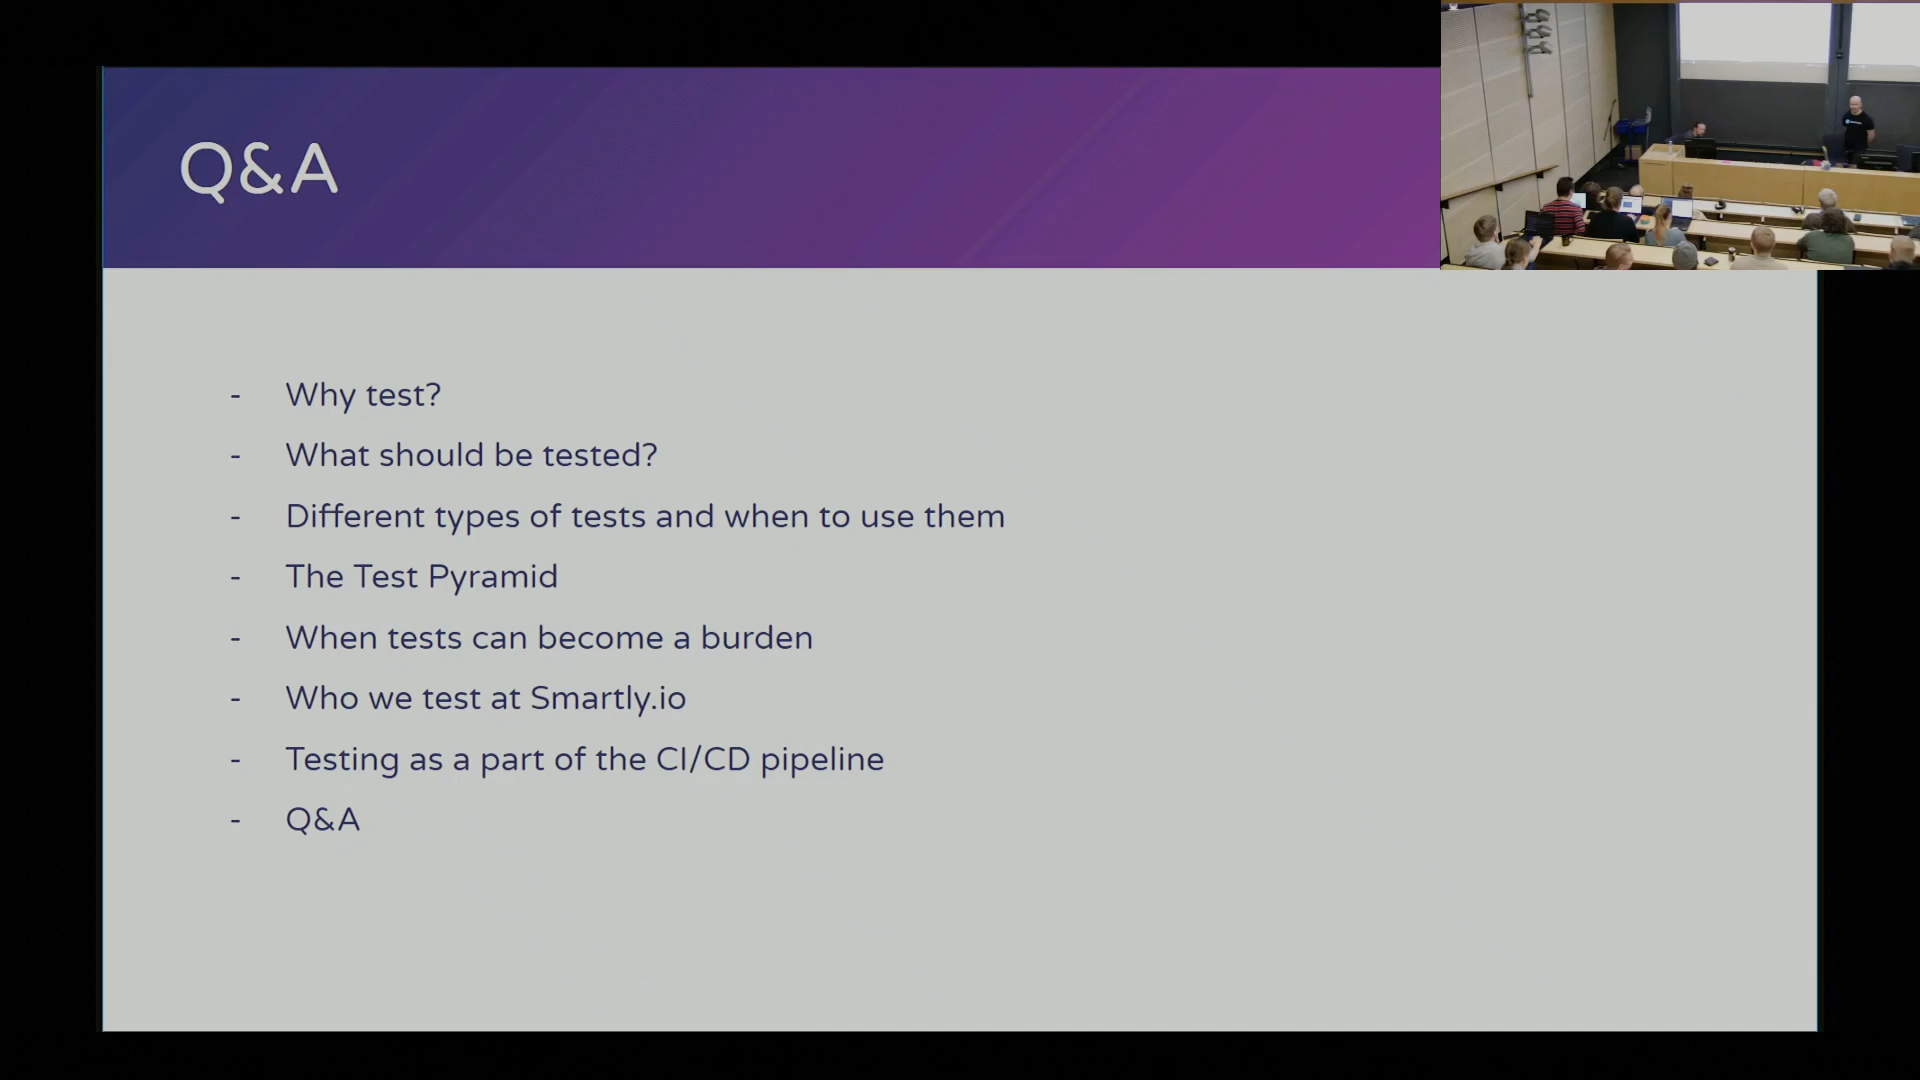 Q&A
- Why test?
- What should be tested?
- Different types of tests and when to use them
- The Test Pyramid
- When tests can become a burden
- Who we test at Smartly.io
- Testing as a part of the CI/CD pipeline
- Q&A